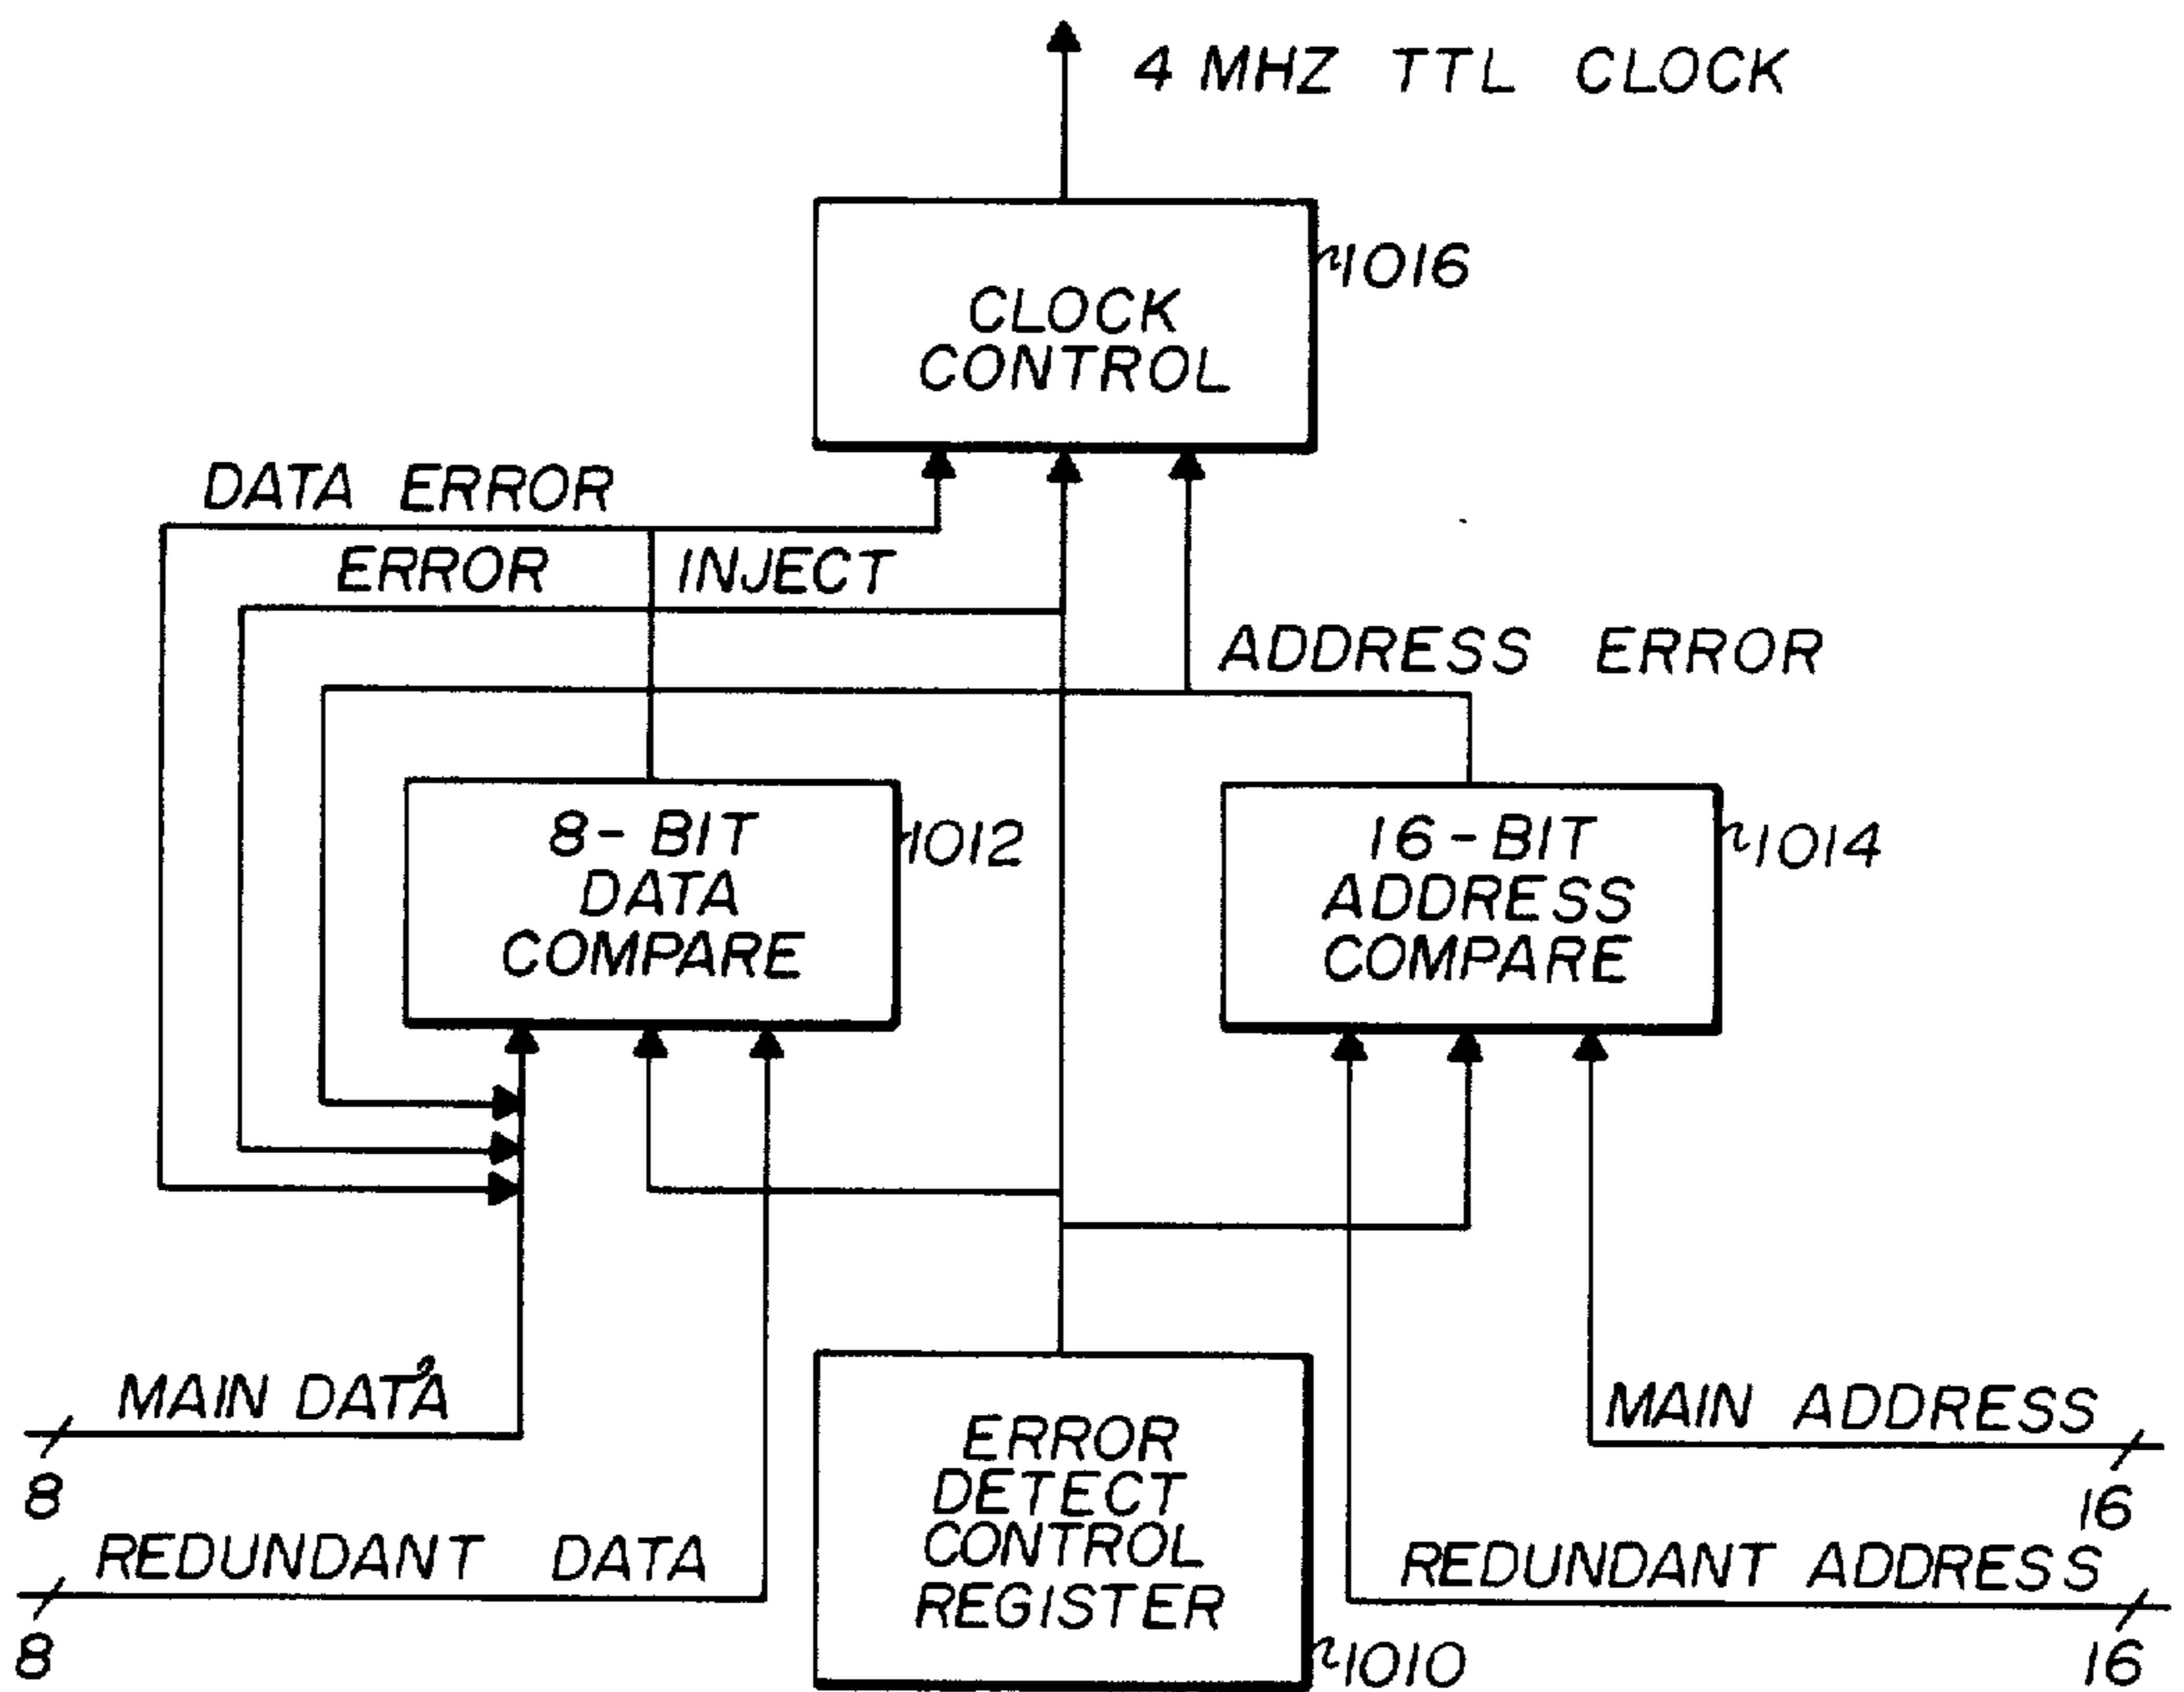 4 MHZ TTL CLOCK
CLOCK
CONTROL
1016
DATA ERROR
ERROR INJECT
ADDRESS ERROR
8-BIT
DATA
COMPARE
1012
16-BIT
ADDRESS
COMPARE
1014
MAIN DATA
8
REDUNDANT DATA
8
ERROR
DETECT
CONTROL
REGISTER
1010
MAIN ADDRESS
16
REDUNDANT ADDRESS
16